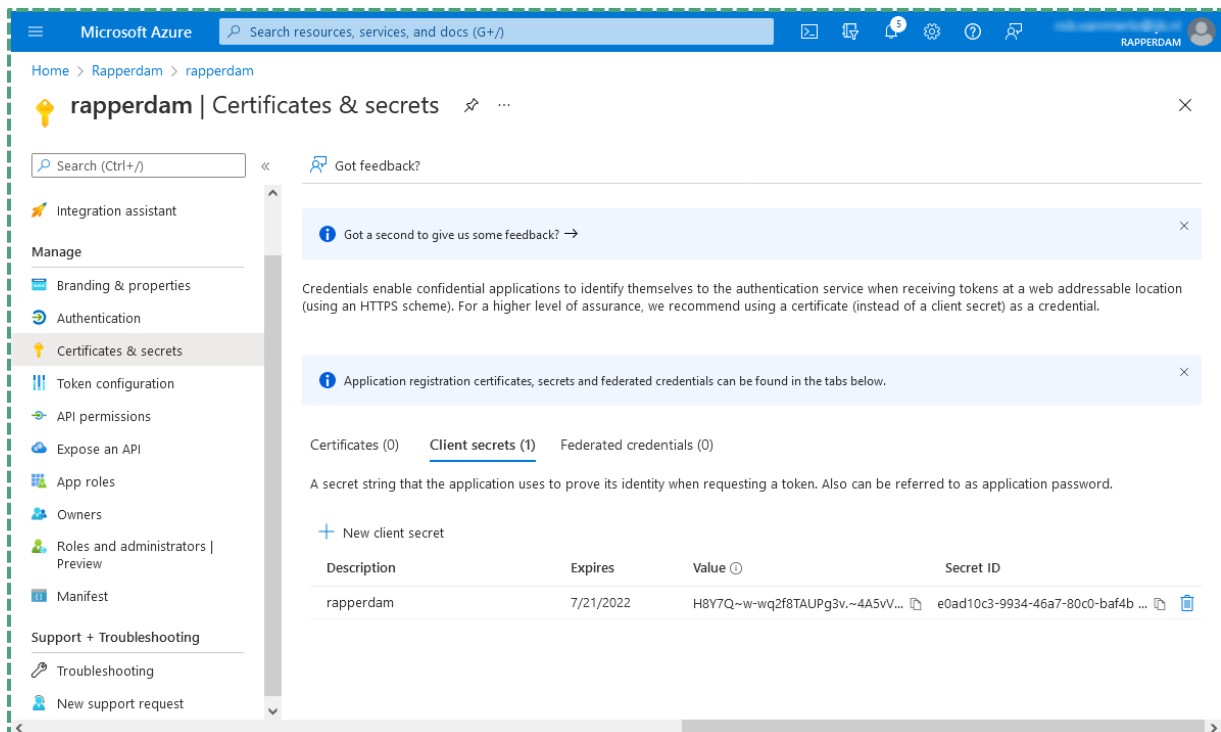 Microsoft Azure
Search resources, services, and docs (G+/)
5
RAPPERDAM
Home > Rapperdam > rapperdam
rapperdam | Certificates & secrets
Search (Ctrl+/)
Got feedback?
Integration assistant
Got a second to give us some feedback?
Manage
Branding & properties
Authentication
Certificates & secrets
Token configuration
API permissions
Expose an API
App roles
Owners
Roles and administrators |
Preview
Manifest
Support + Troubleshooting
Troubleshooting
New support request
Credentials enable confidential applications to identify themselves to the authentication service when receiving tokens at a web addressable location
(using an HTTPS scheme). For a higher level of assurance, we recommend using a certificate (instead of a client secret) as a credential.
Application registration certificates, secrets and federated credentials can be found in the tabs below.
Certificates (0) Client secrets (1) Federated credentials (0)
A secret string that the application uses to prove its identity when requesting a token. Also can be referred to as application password.
New client secret
Description Expires Value Secret ID
rapperdam 7/21/2022 H8Y7Q~w-wq2f8TAUPg3v.~4A5vV... e0ad10c3-9934-46a7-80c0-baf4b ...